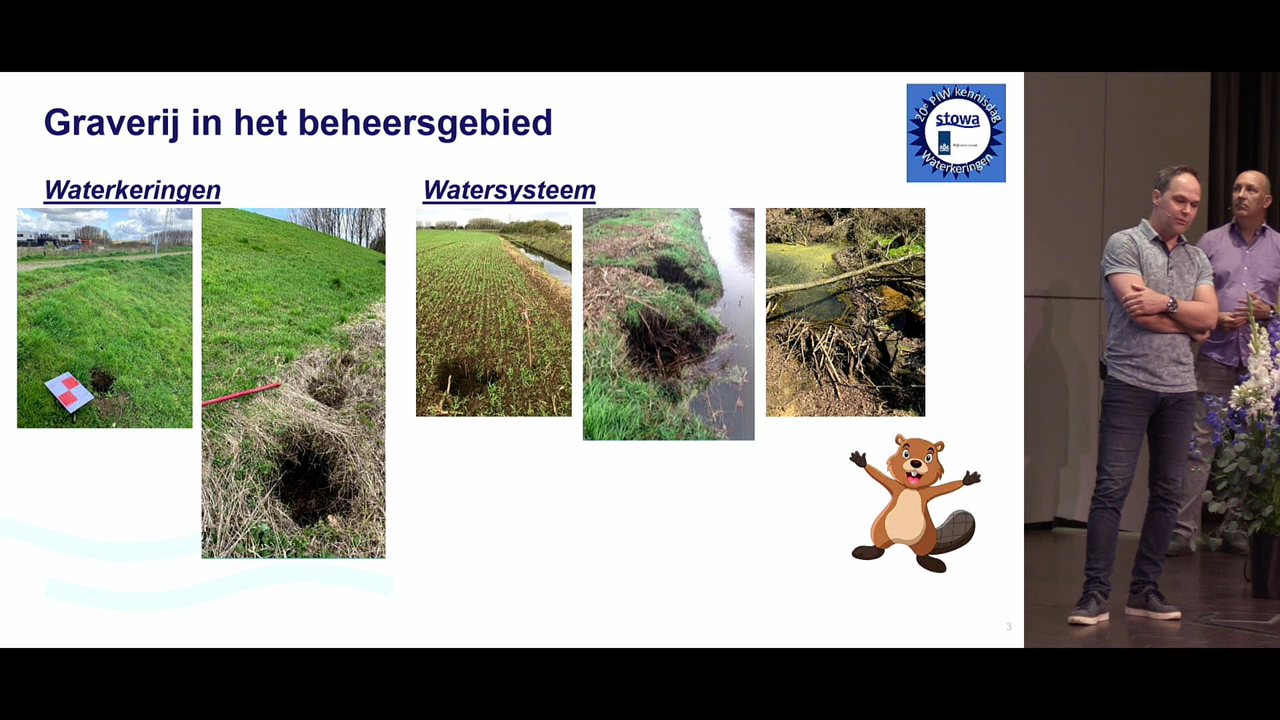 Graverij in het beheersgebied
20e PIW kennisdag
stowa
Waterkeringen
Waterkeringen
Watersysteem
3